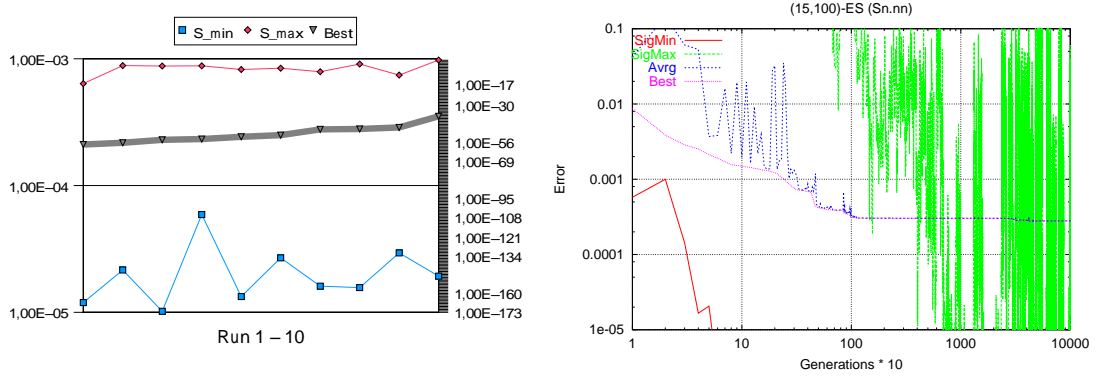 S_min S_max Best
1,00E–03
1,00E–04
1,00E–05
1,00E–17
1,00E–30
1,00E–56
1,00E–69
1,00E–95
1,00E–108
1,00E–121
1,00E–134
1,00E–160
1,00E–173
Run 1 – 10
(15,100)-ES (Sn.nn)
SigMin
SigMax
Avrg
Best
Error
0.1
0.01
0.001
0.0001
1e-05
1 10 100 1000 10000
Generations * 10